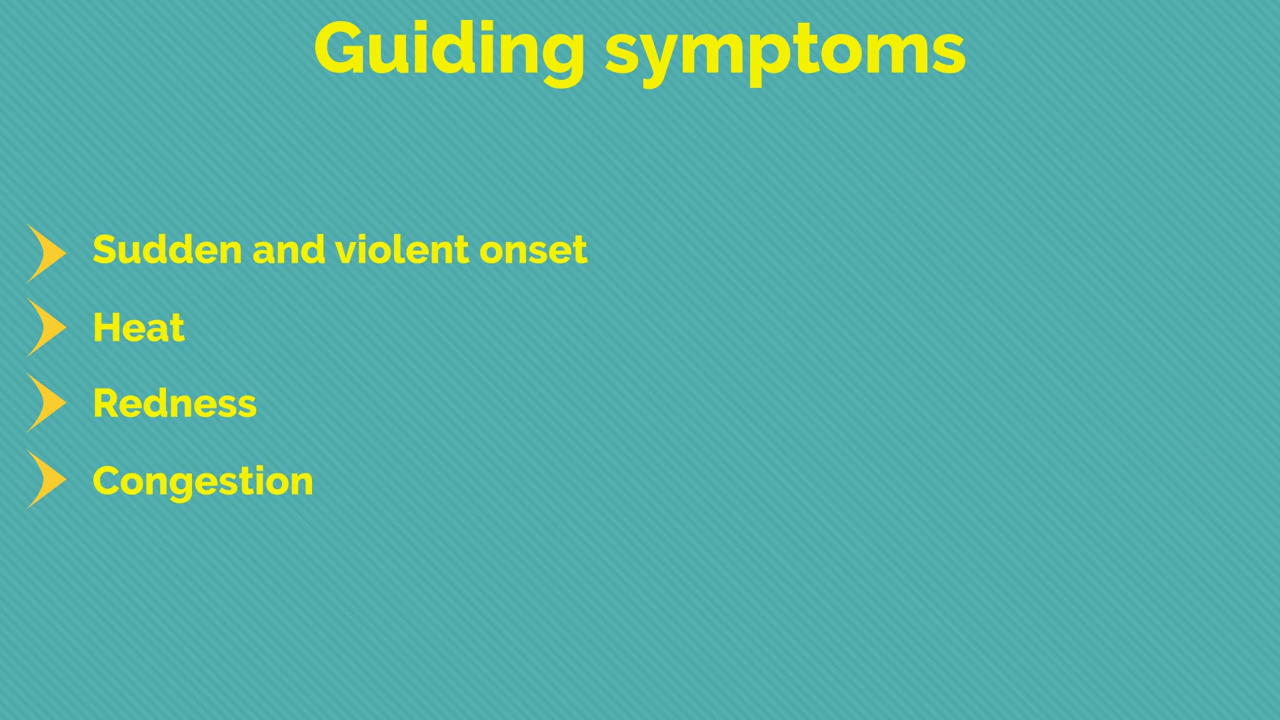 Guiding symptoms
Sudden and violent onset
Heat
Redness
Congestion